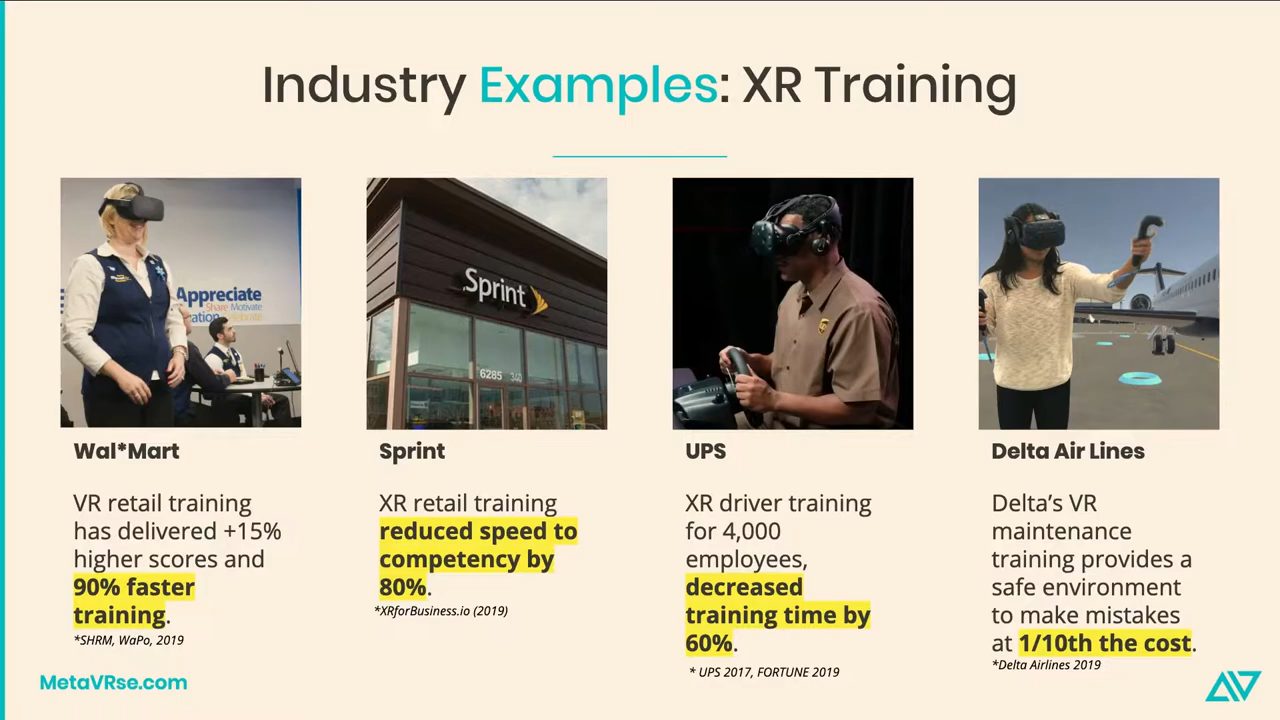 Industry Examples: XR Training
Appreciate
Share Motivate
ration
Sprint
6285 340
Wal*Mart
VR retail training
has delivered +15%
higher scores and
90% faster
training.
*SHRM, WaPo, 2019
Sprint
XR retail training
reduced speed to
competency by
80%.
*XRforBusiness.io (2019)
UPS
XR driver training
for 4,000
employees,
decreased
training time by
60%.
* UPS 2017, FORTUNE 2019
Delta Air Lines
Delta’s VR
maintenance
training provides a
safe environment
to make mistakes
at 1/10th the cost.
*Delta Airlines 2019
MetaVRse.com